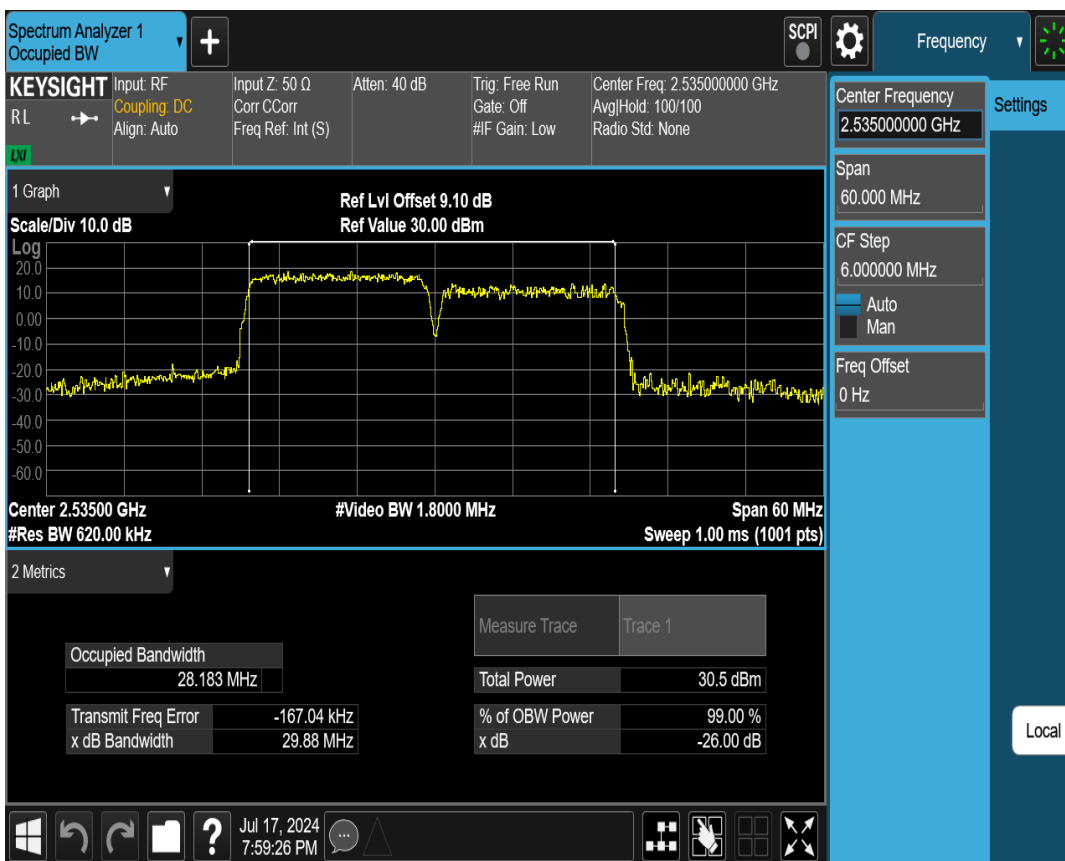 Spectrum Analyzer 1
Occupied BW
SCPI
Frequency
KEYSIGHT
RL
LXI
Input: RF
Coupling: DC
Align: Auto
Input Z: 50 Ω
Corr CCorr
Freq Ref: Int (S)
Atten: 40 dB
Trig: Free Run
Gate: Off
#IF Gain: Low
Center Freq: 2.535000000 GHz
Avg|Hold: 100/100
Radio Std: None
Center Frequency
2.535000000 GHz
Settings
Span
60.000 MHz
CF Step
6.000000 MHz
Auto
Man
Freq Offset
0 Hz
Local
1 Graph
Ref Lvl Offset 9.10 dB
Scale/Div 10.0 dB
Ref Value 30.00 dBm
Log
20.0
10.0
0.00
-10.0
-20.0
-30.0
-40.0
-50.0
-60.0
Center 2.53500 GHz
#Video BW 1.8000 MHz
Span 60 MHz
#Res BW 620.00 kHz
Sweep 1.00 ms (1001 pts)
2 Metrics
Measure Trace
Trace 1
Occupied Bandwidth
28.183 MHz
Total Power
30.5 dBm
Transmit Freq Error
-167.04 kHz
% of OBW Power
99.00 %
x dB Bandwidth
29.88 MHz
x dB
-26.00 dB
?
Jul 17, 2024
7:59:26 PM